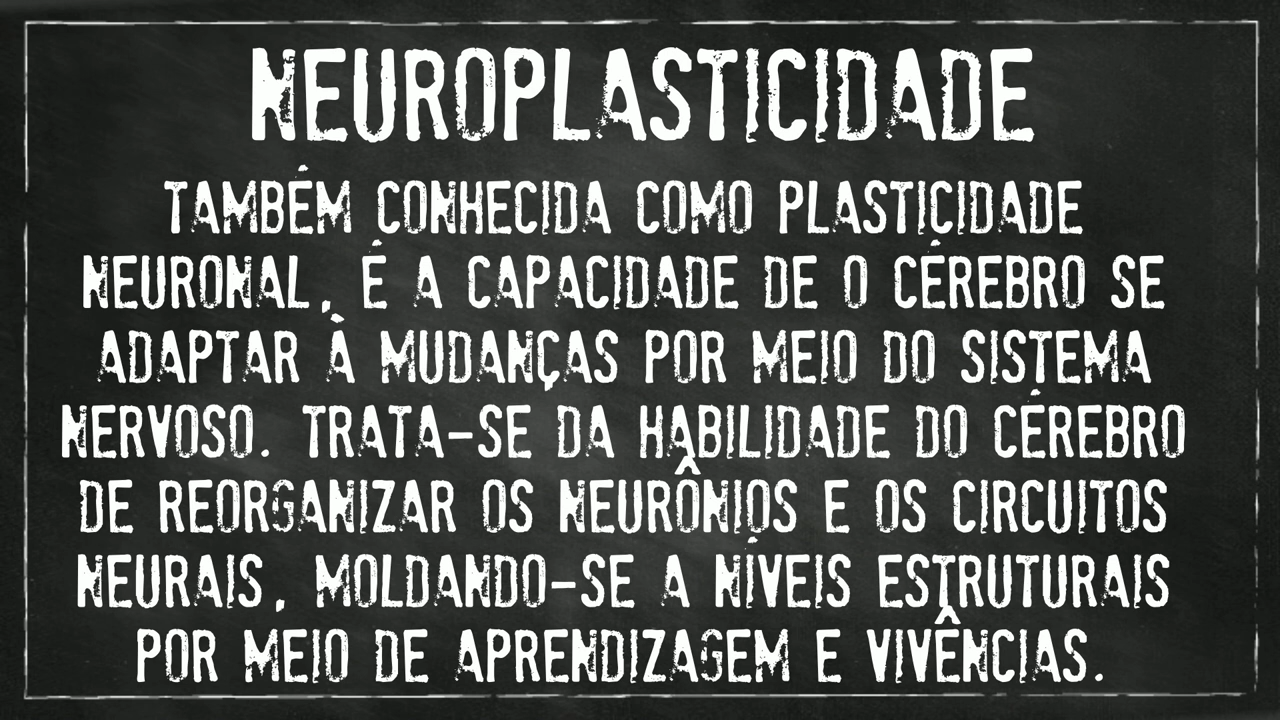 NEUROPLASTICIDADE
TAMBÉM CONHECIDA COMO PLASTICIDADE
NEURONAL, É A CAPACIDADE DE O CÉREBRO SE
ADAPTAR À MUDANÇAS POR MEIO DO SISTEMA
NERVOSO. TRATA-SE DA HABILIDADE DO CÉREBRO
DE REORGANIZAR OS NEURÔNIOS E OS CIRCUITOS
NEURAIS, MOLDANDO-SE A NÍVEIS ESTRUTURAIS
POR MEIO DE APRENDIZAGEM E VIVÊNCIAS.